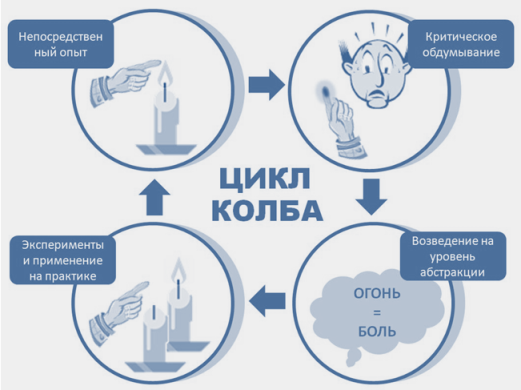 Непосредствен
ный опыт
Критическое
обдумывание
ЦИКЛ
КОЛБА
Эксперименты
и применение
на практике
Возведение на
уровень
абстракции
ОГОНЬ
=
БОЛЬ